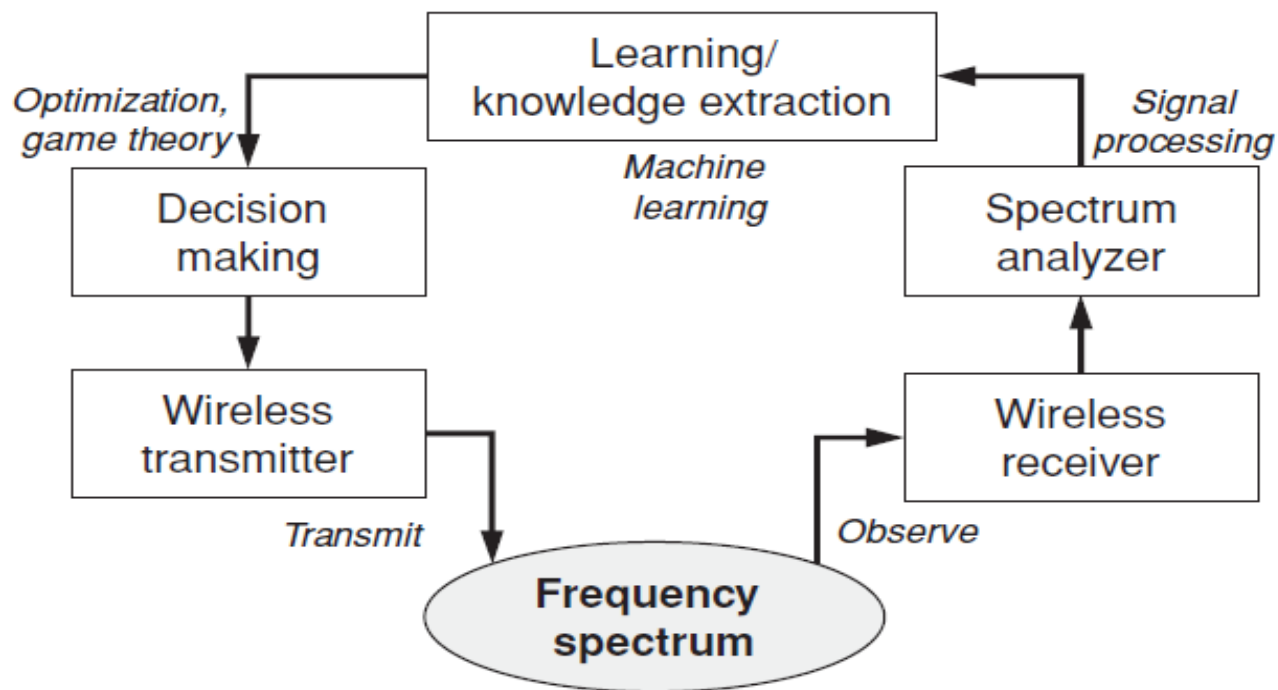 Learning/
knowledge extraction
Optimization,
game theory
Signal
processing
Machine
learning
Decision
making
Spectrum
analyzer
Wireless
transmitter
Wireless
receiver
Transmit
Observe
Frequency
spectrum